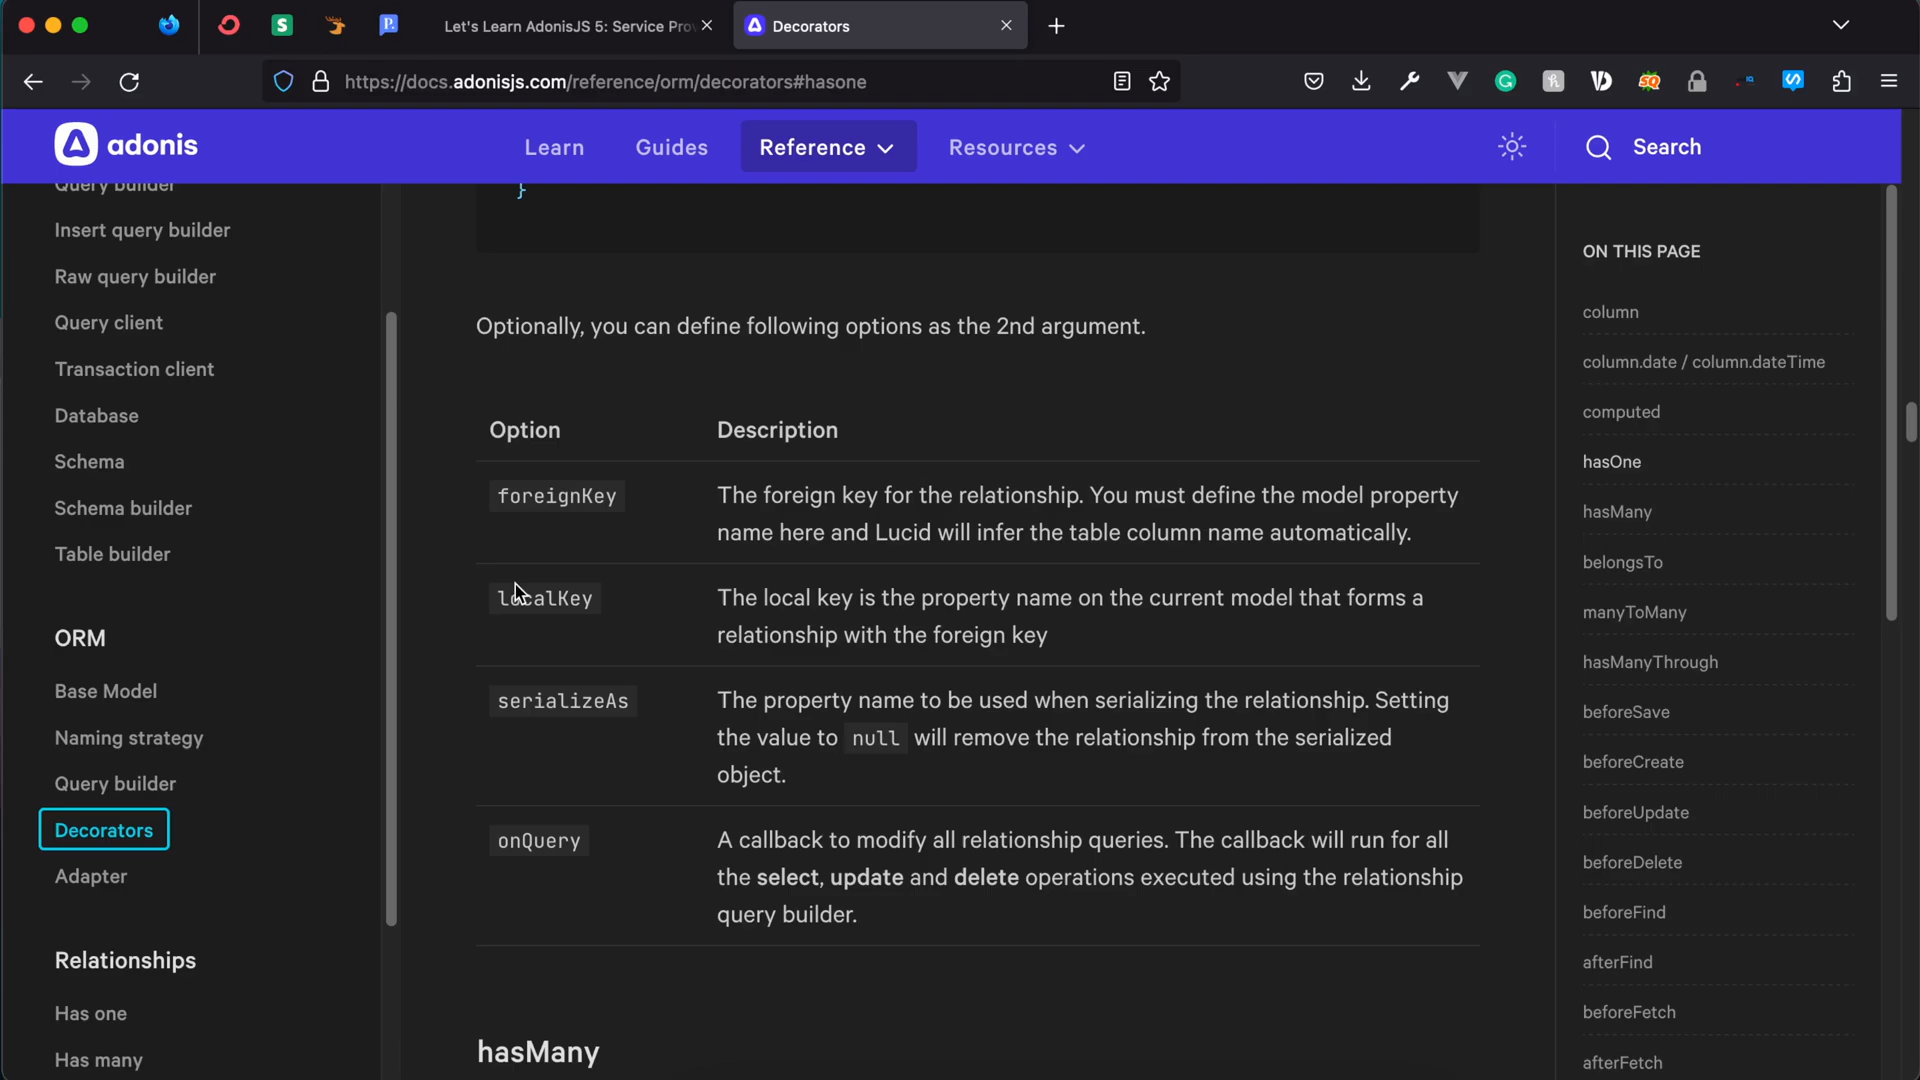 Let's Learn AdonisJS 5: Service Prov
Decorators
https://docs.adonisjs.com/reference/orm/decorators#hasone
adonis
Learn
Guides
Reference
Resources
Search
Query builder
Insert query builder
Raw query builder
Query client
Transaction client
Database
Schema
Schema builder
Table builder
ORM
Base Model
Naming strategy
Query builder
Decorators
Adapter
Relationships
Has one
Has many
}
Optionally, you can define following options as the 2nd argument.
Option Description
foreignKey The foreign key for the relationship. You must define the model property
name here and Lucid will infer the table column name automatically.
localKey The local key is the property name on the current model that forms a
relationship with the foreign key
serializeAs The property name to be used when serializing the relationship. Setting
the value to null will remove the relationship from the serialized
object.
onQuery A callback to modify all relationship queries. The callback will run for all
the select, update and delete operations executed using the relationship
query builder.
hasMany
ON THIS PAGE
column
column.date / column.dateTime
computed
hasOne
hasMany
belongsTo
manyToMany
hasManyThrough
beforeSave
beforeCreate
beforeUpdate
beforeDelete
beforeFind
afterFind
beforeFetch
afterFetch